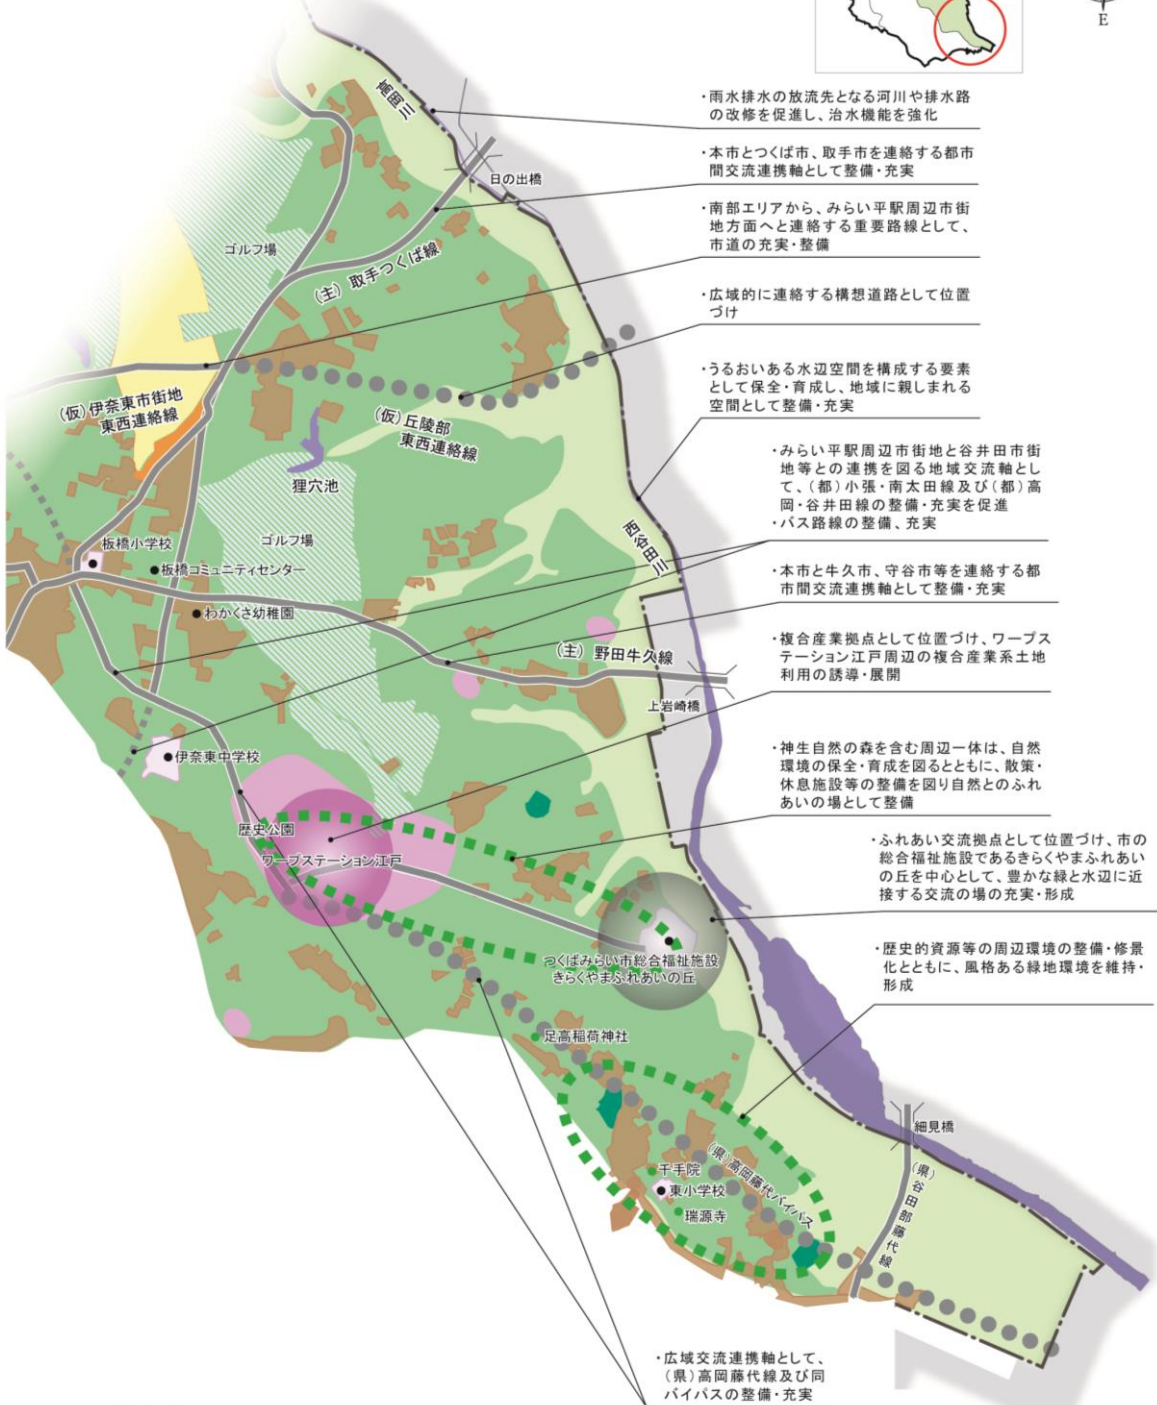 E
・雨水排水の放流先となる河川や排水路
の改修を促進し、治水機能を強化
・本市とつくば市、取手市を連絡する都市
間交流連携軸として整備・充実
・南部エリアから、みらい平駅周辺市街
地方面へと連絡する重要路線として、
市道の充実・整備
・広域的に連絡する構想道路として位置
づけ
・うるおいある水辺空間を構成する要素
として保全・育成し、地域に親しまれる
空間として整備・充実
・みらい平駅周辺市街地と谷井田市街
地等との連携を図る地域交流軸とし
て、(都)小張・南太田線及び(都)高
岡・谷井田線の整備・充実を促進
・バス路線の整備、充実
・本市と牛久市、守谷市等を連絡する都
市間交流連携軸として整備・充実
・複合産業拠点として位置づけ、ワープス
テーション江戸周辺の複合産業系土地
利用の誘導・展開
・神生自然の森を含む周辺一体は、自然
環境の保全・育成を図るとともに、散策・
休息施設等の整備を図り自然とのふれ
あいの場として整備
・ふれあい交流拠点として位置づけ、市の
総合福祉施設であるきらくやまふれあい
の丘を中心として、豊かな緑と水辺に近
接する交流の場の充実・形成
・歴史的資源等の周辺環境の整備・修景
化とともに、風格ある緑地環境を維持・
形成
・広域交流連携軸として、
(県)高岡藤代線及び同
バイパスの整備・充実
高岡川
日の出橋
ゴルフ場
(主) 取手つくば線
(仮)伊奈東市街地
東西連絡線
(仮)丘陵部
東西連絡線
狸穴池
ゴルフ場
西谷田川
板橋小学校
板橋コミュニティセンター
わかくさ幼稚園
(主) 野田牛久線
上岩崎橋
伊奈東中学校
歴史公園
ワープステーション江戸
つくばみらい市総合福祉施設
きらくやまふれあいの丘
足高稲荷神社
細見橋
(県)高岡藤代バイパス
(県)谷田部藤代線
千手院
東小学校
瑞源寺